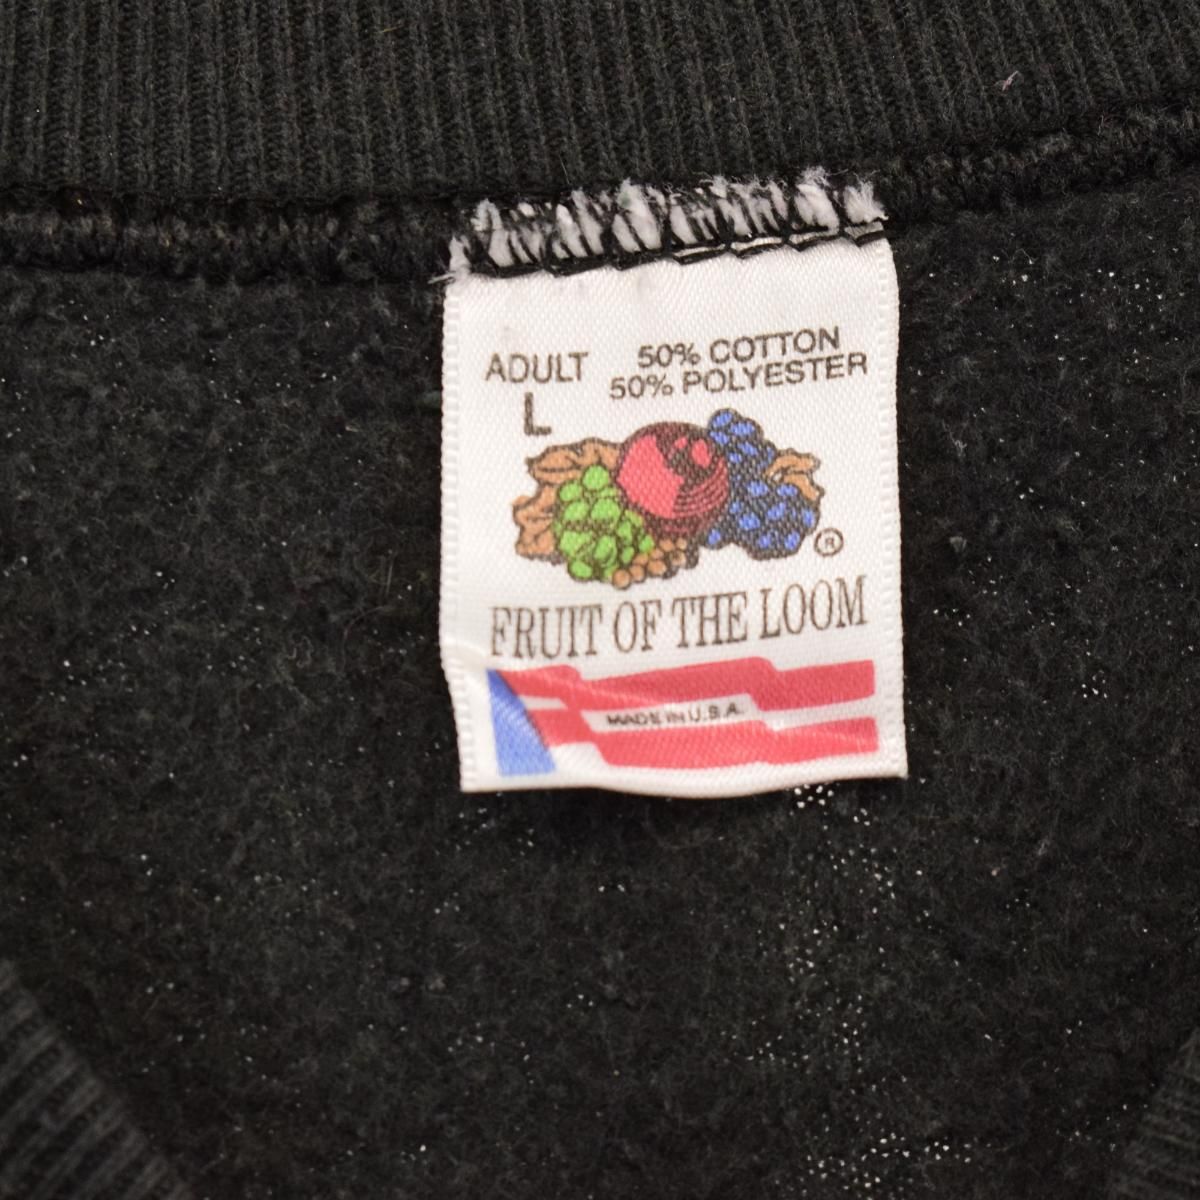 ADULT
L
50% COTTON
50% POLYESTER
®
FRUIT OF THE LOOM
MADE IN U.S.A.